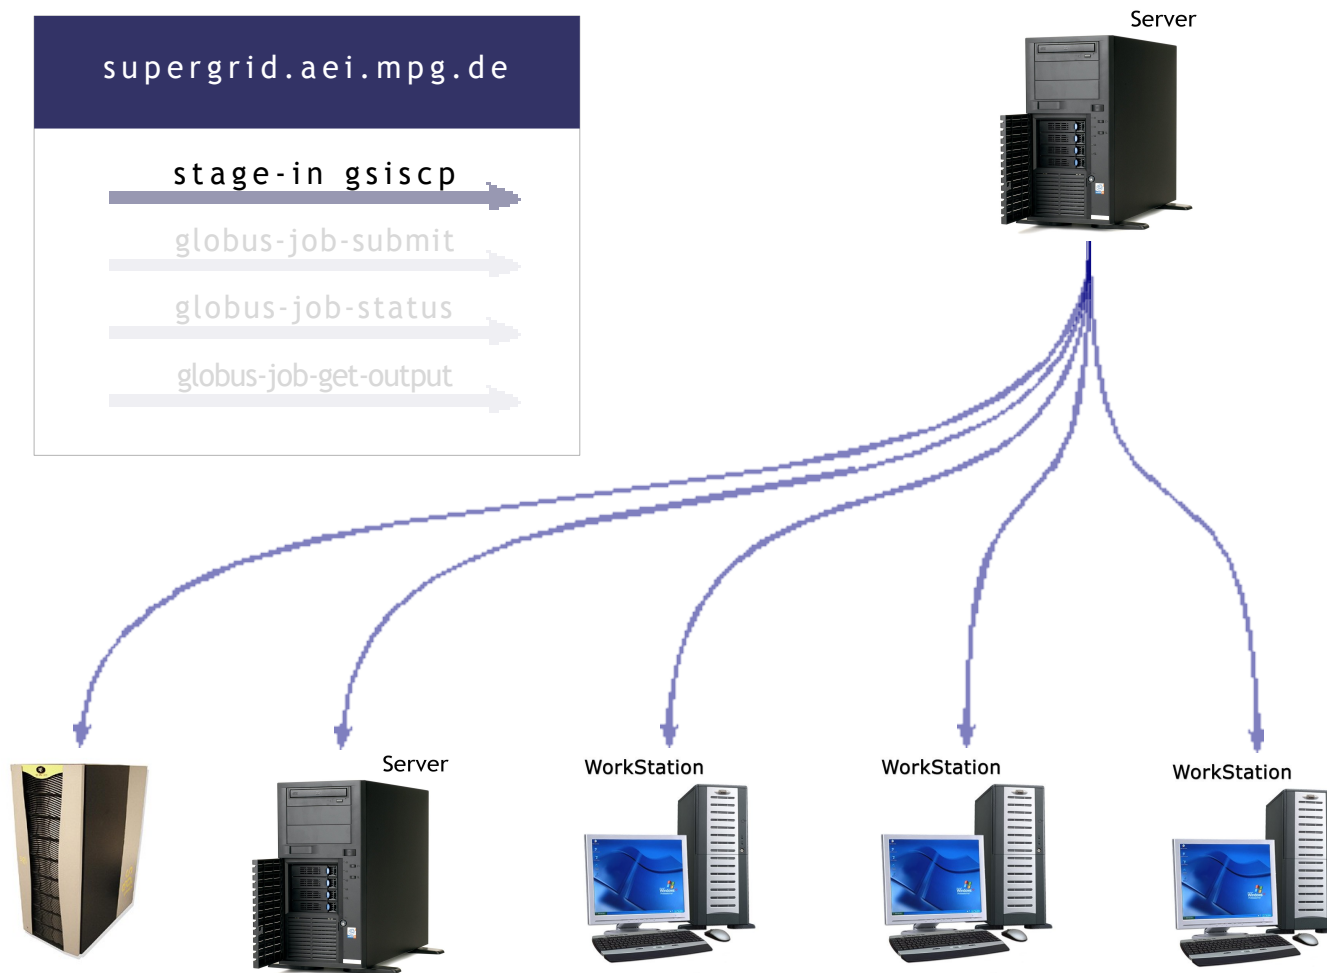 Server
supergrid.aei.mpg.de
stage-in gsiscp
globus-job-submit
globus-job-status
globus-job-get-output
Server
WorkStation
WorkStation
WorkStation